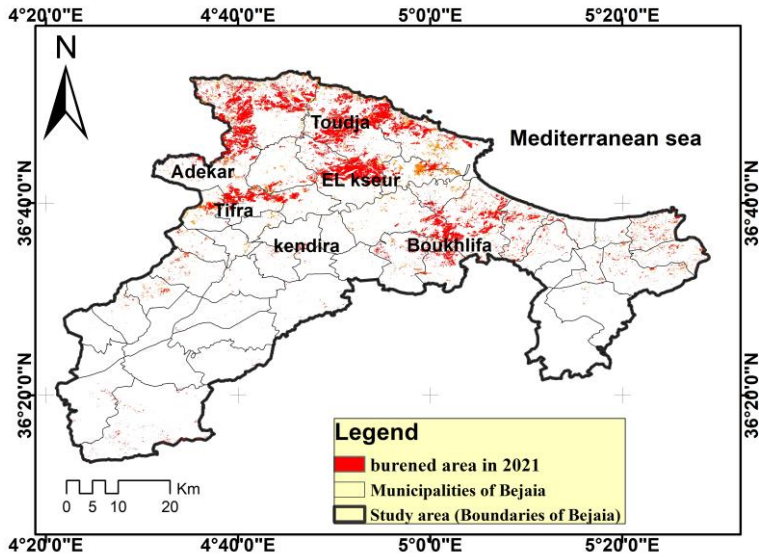 4°20'0"E 4°40'0"E 5°0'0"E 5°20'0"E
N
Toudja
Mediterranean sea
Adekar
EL kseur
36°40'0"N 36°40'0"N
Tifra
kendira Boukhlifa
36°20'0"N 36°20'0"N
Legend
burened area in 2021
Municipalities of Bejaia
Study area (Boundaries of Bejaia)
Km
0 5 10 20
4°20'0"E 4°40'0"E 5°0'0"E 5°20'0"E